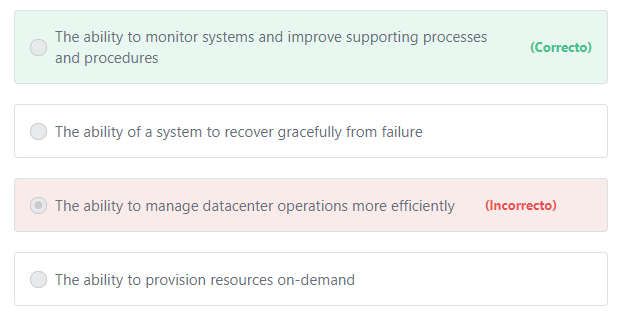 The ability to monitor systems and improve supporting processes
and procedures
(Correcto)
The ability of a system to recover gracefully from failure
The ability to manage datacenter operations more efficiently (Incorrecto)
The ability to provision resources on-demand